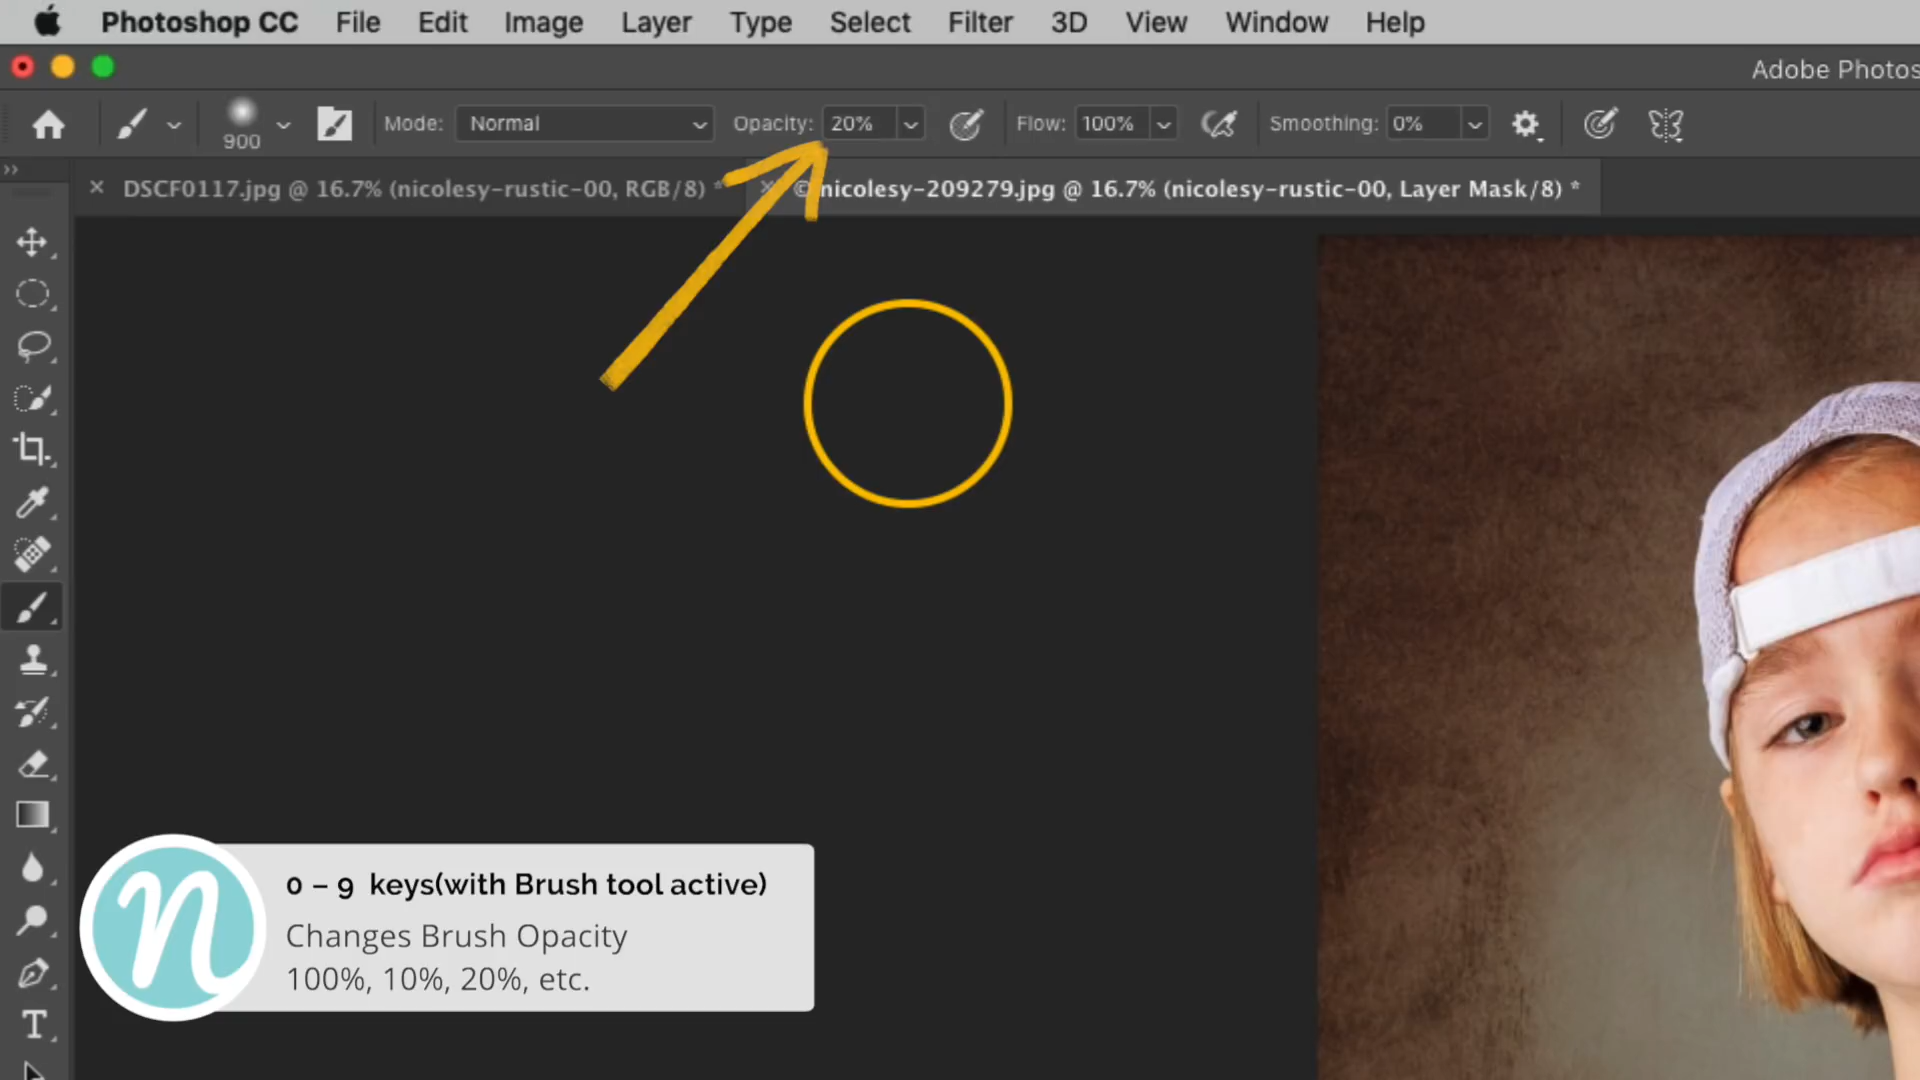 Photoshop CC File Edit Image Layer Type Select Filter 3D View Window Help
Adobe Photos
900 Mode: Normal Opacity: 20% Flow: 100% Smoothing: 0%
DSCF0117.jpg @ 16.7% (nicolesy-rustic-00, RGB/8) * © nicolesy-209279.jpg @ 16.7% (nicolesy-rustic-00, Layer Mask/8) *
n
0 – 9 keys(with Brush tool active)
Changes Brush Opacity
100%, 10%, 20%, etc.